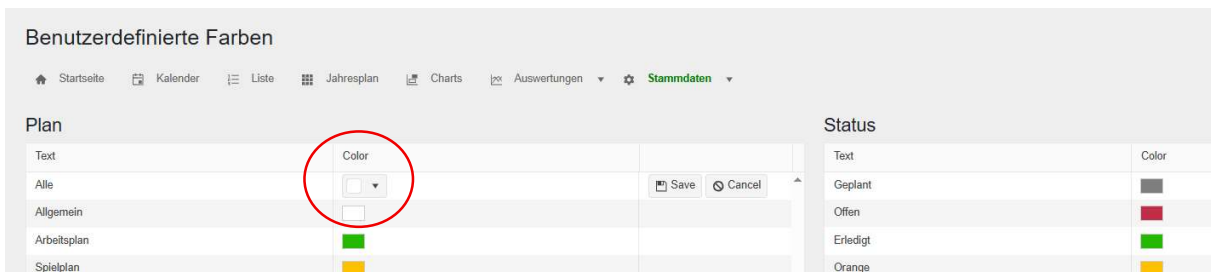 Benutzerdefinierte Farben
Startseite Kalender Liste Jahresplan Charts Auswertungen Stammdaten
Plan Status
Text Color Text Color
Alle Save Cancel Geplant
Allgemein Offen
Arbeitsplan Erledigt
Spielplan Orange